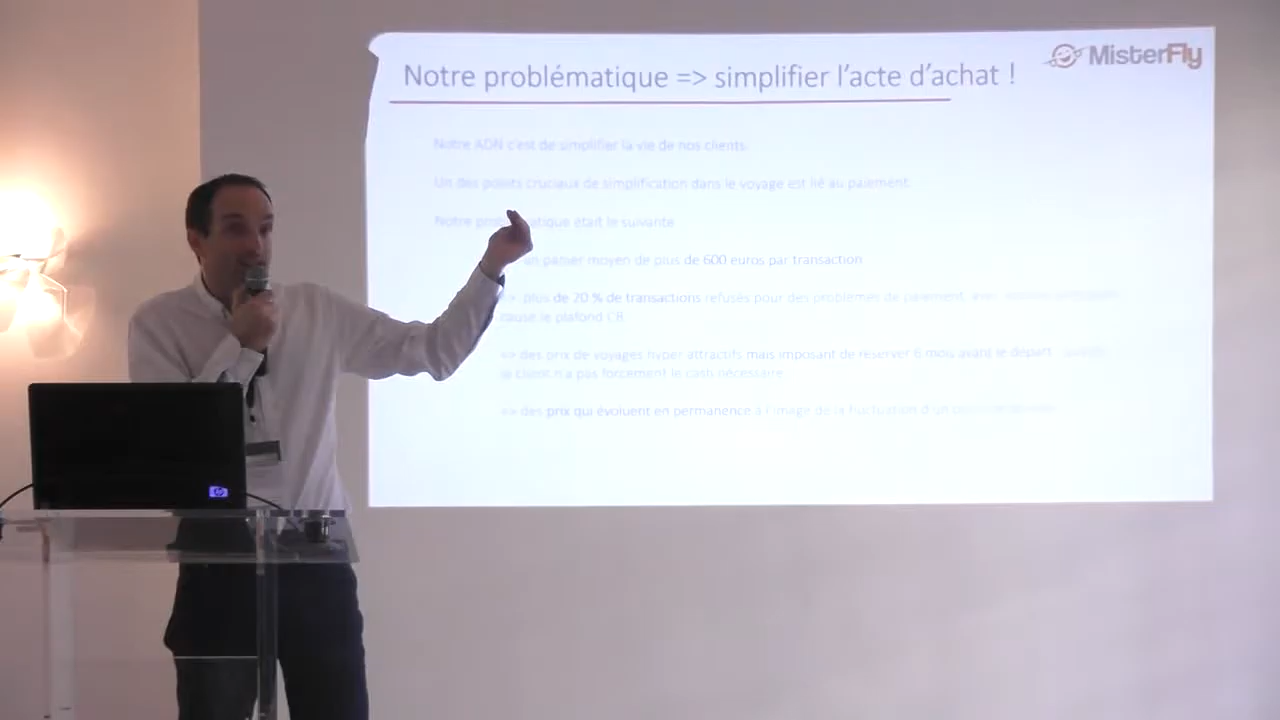 Notre problématique => simplifier l'acte d'achat !
MisterFly
Notre ADN c'est de simplifier la vie de nos clients.
Un des points cruciaux de simplification dans le voyage est lié au paiement.
Notre était le suivante
un panier moyen de plus de 600 euros par transaction
=> plus de 20 % de transactions refusés pour des problèmes de paiement,
cause le plafond CB
=> des prix de voyages hyper attractifs mais imposant de réserver 6 mois avant le départ
le client n'a pas forcément le cash nécessaire
=> des prix qui évoluent en permanence à l'image de la fluctuation d'un
hp